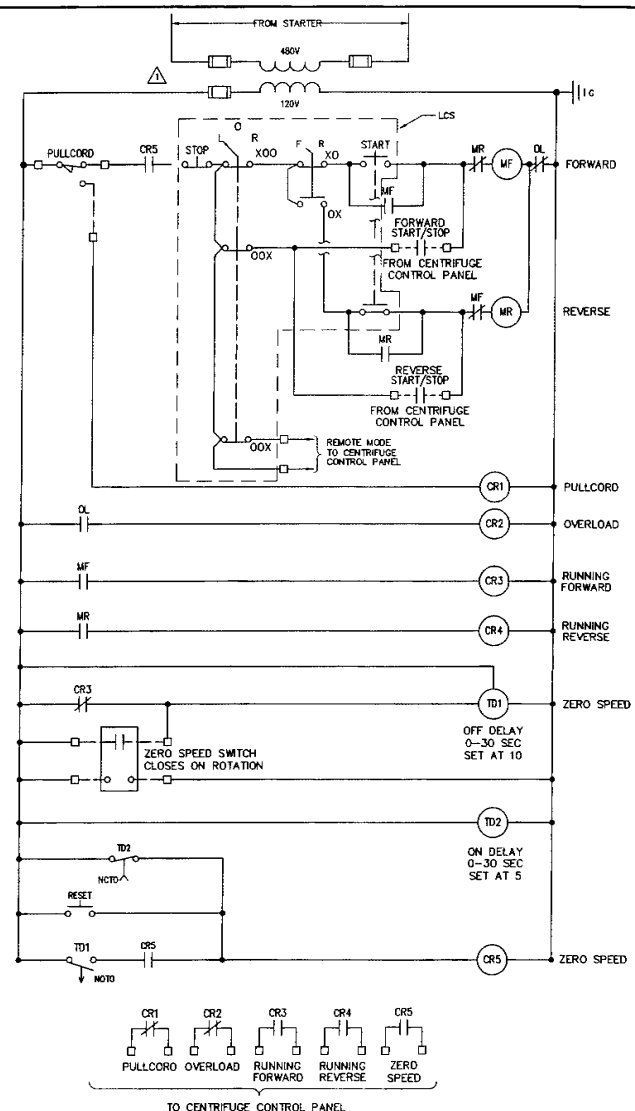 FROM STARTER
480V
1
120V
G
LCS
O
L R
PULLCORD CR5 STOP XOO F R XO START MR MF OL FORWARD
MF
OX
FORWARD
START/STOP
OOX
FROM CENTRIFUGE
CONTROL PANEL
MF MR REVERSE
MR
REVERSE
START/STOP
FROM CENTRIFUGE
CONTROL PANEL
OOX
REMOTE MODE
TO CENTRIFUGE
CONTROL PANEL
CR1 PULLCORD
OL
CR2 OVERLOAD
MF
CR3 RUNNING
FORWARD
MR
CR4 RUNNING
REVERSE
CR3
TD1 ZERO SPEED
OFF DELAY
0-30 SEC
SET AT 10
ZERO SPEED SWITCH
CLOSES ON ROTATION
TD2
ON DELAY
0-30 SEC
SET AT 5
TD2
NCTO
RESET
TD1 CR5
NOTO
CR5 ZERO SPEED
CR1 CR2 CR3 CR4 CR5
PULLCORD OVERLOAD RUNNING FORWARD RUNNING REVERSE ZERO SPEED
TO CENTRIFUGE CONTROL PANEL